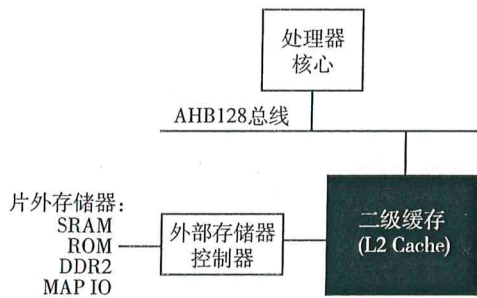 处理器
核心
AHB128总线
片外存储器：
SRAM
ROM
DDR2
MAP IO
外部存储器
控制器
二级缓存
(L2 Cache)